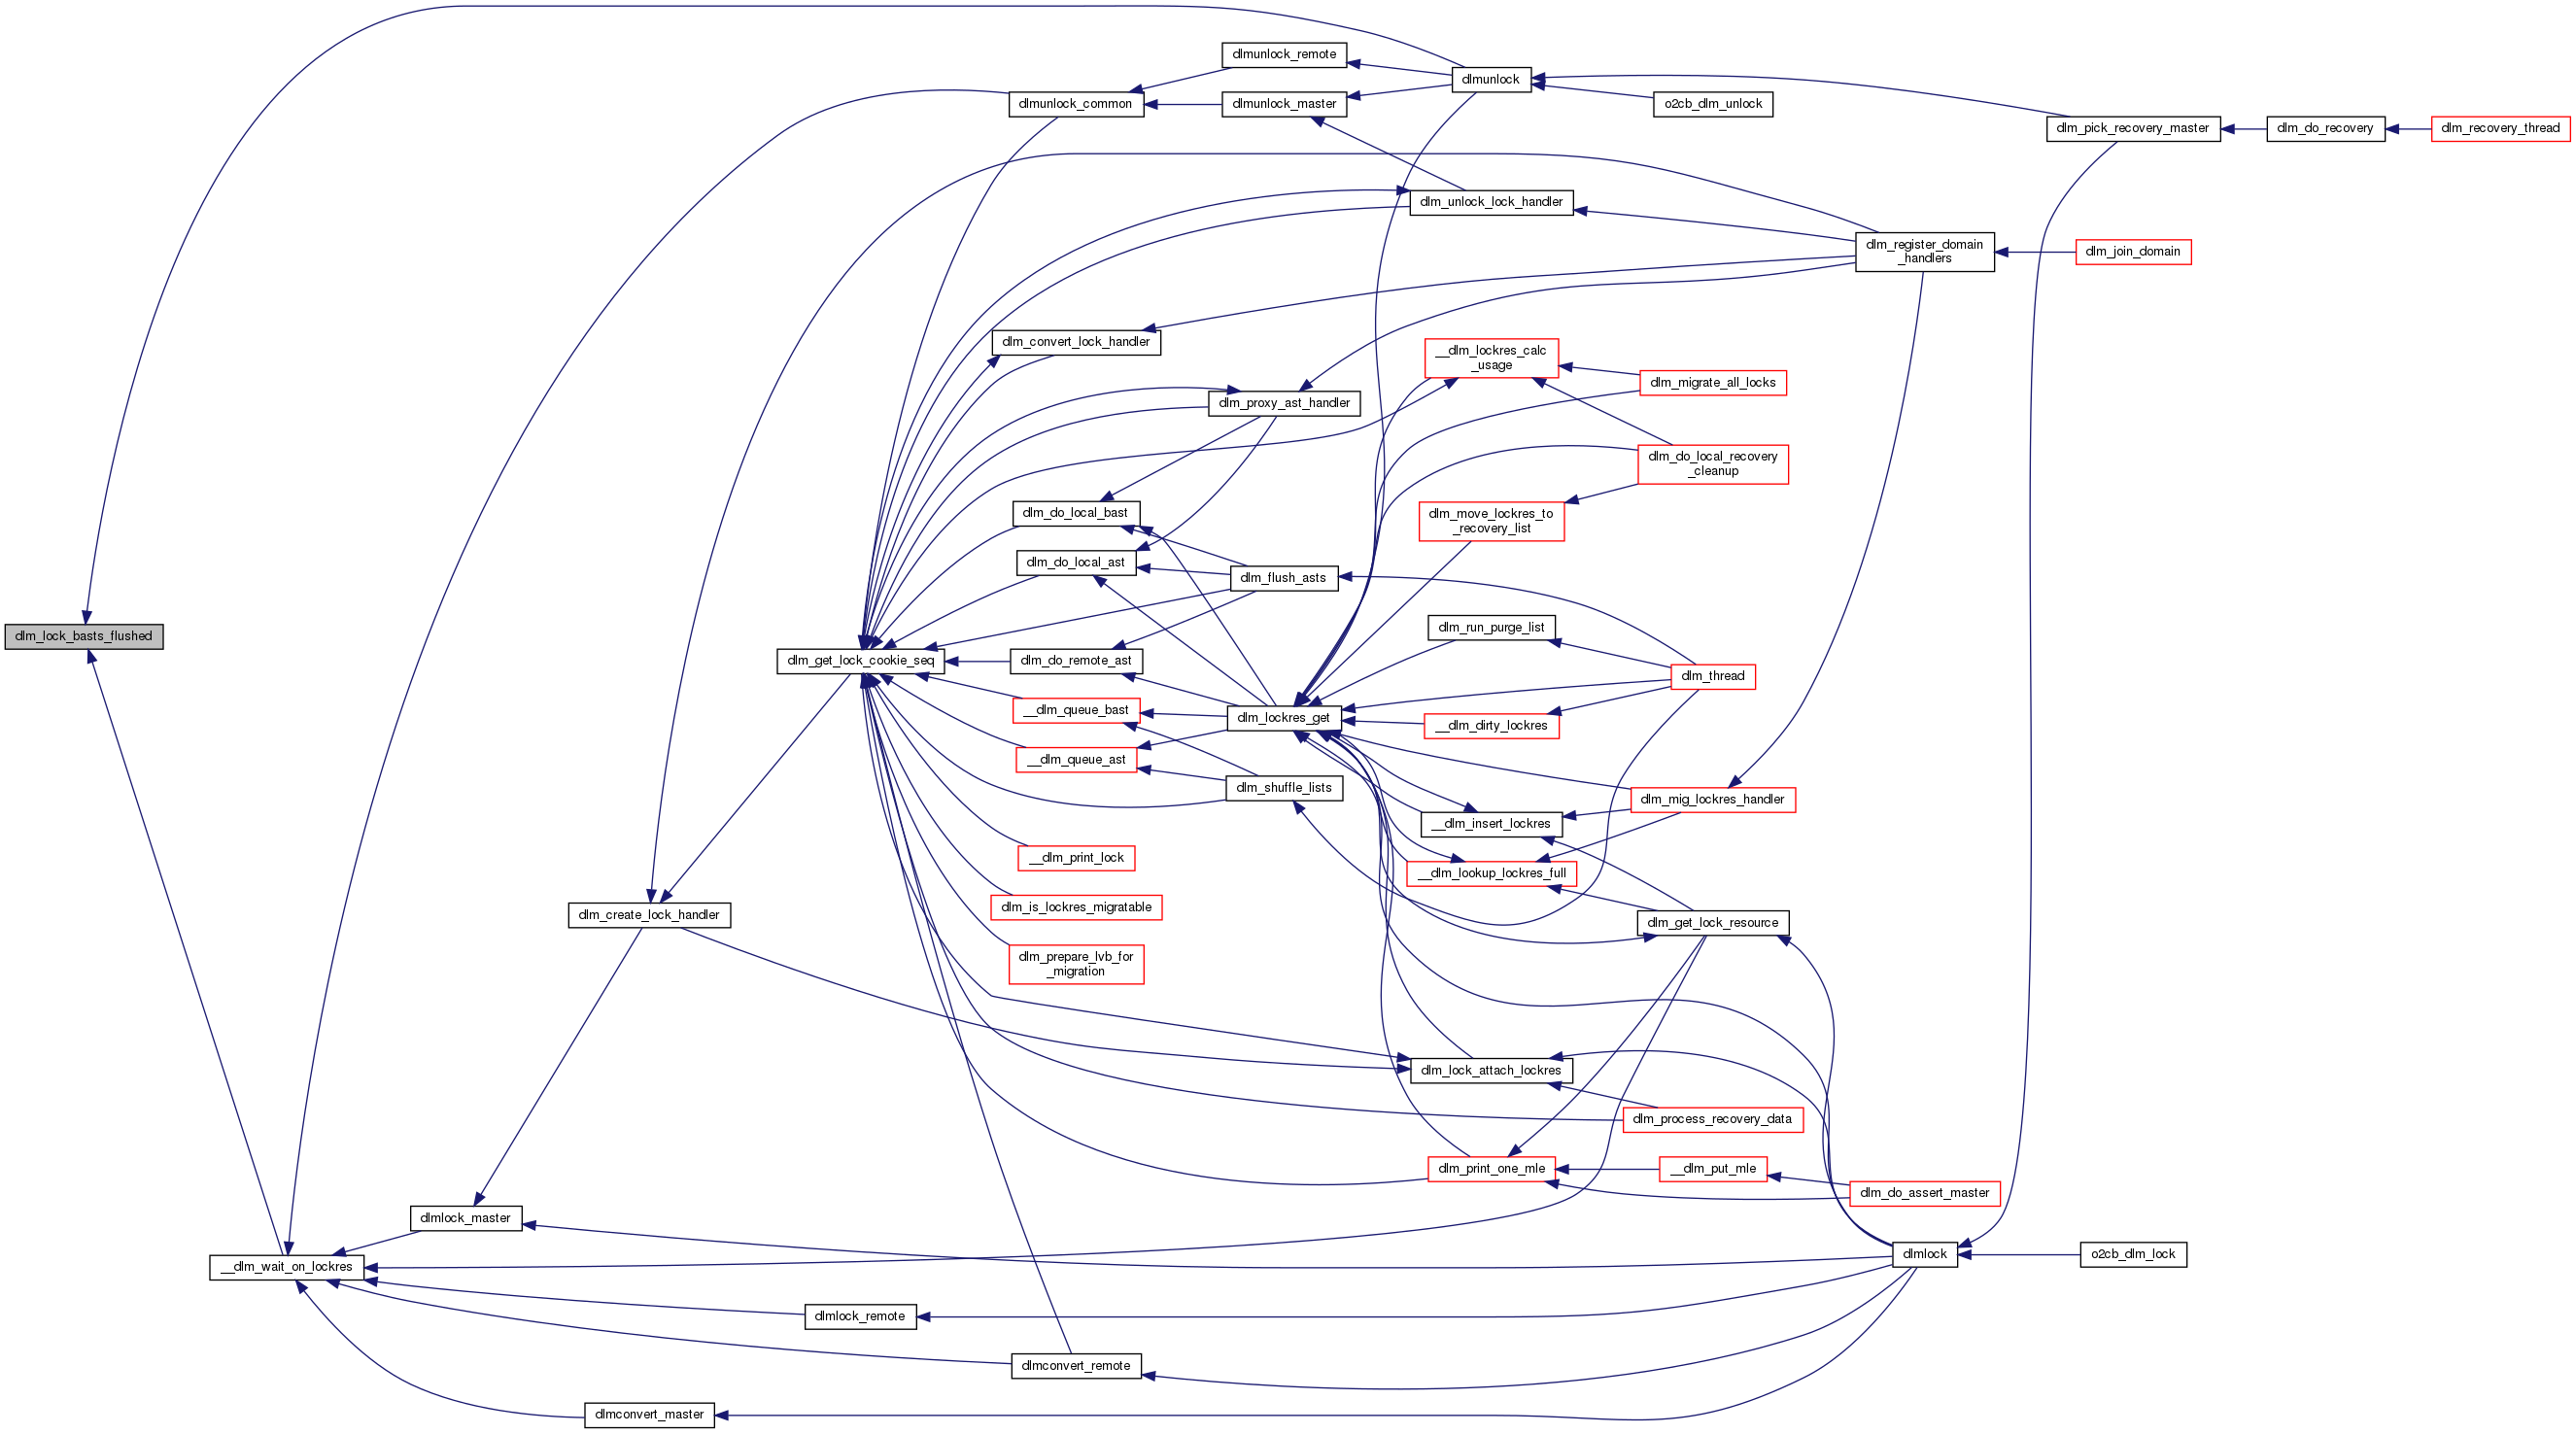 dlmunlock_remote
dlmunlock
dlmunlock_common
dlmunlock_master
o2cb_dlm_unlock
dlm_pick_recovery_master
dlm_do_recovery
dlm_recovery_thread
dlm_unlock_lock_handler
dlm_register_domain
_handlers
dlm_join_domain
dlm_convert_lock_handler
__dlm_lockres_calc
_usage
dlm_migrate_all_locks
dlm_proxy_ast_handler
dlm_do_local_recovery
_cleanup
dlm_do_local_bast
dlm_move_lockres_to
_recovery_list
dlm_do_local_ast
dlm_flush_asts
dlm_run_purge_list
dlm_lock_basts_flushed
dlm_get_lock_cookie_seq
dlm_do_remote_ast
dlm_thread
__dlm_queue_bast
dlm_lockres_get
__dlm_dirty_lockres
__dlm_queue_ast
dlm_shuffle_lists
dlm_mig_lockres_handler
__dlm_insert_lockres
__dlm_print_lock
__dlm_lookup_lockres_full
dlm_is_lockres_migratable
dlm_create_lock_handler
dlm_get_lock_resource
dlm_prepare_lvb_for
_migration
dlm_lock_attach_lockres
dlm_process_recovery_data
dlm_print_one_mle
__dlm_put_mle
dlm_do_assert_master
dlmlock_master
__dlm_wait_on_lockres
dlmlock
o2cb_dlm_lock
dlmlock_remote
dlmconvert_remote
dlmconvert_master